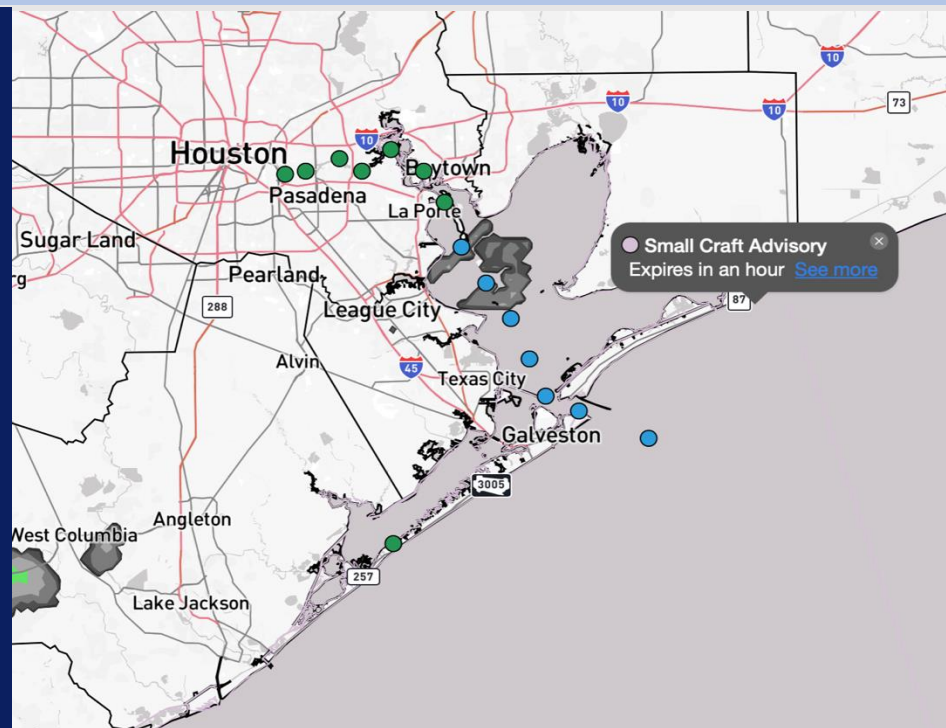 10
10
10
73
10
Houston
Baytown
Pasadena
La Porte
Sugar Land
Small Craft Advisory
Expires in an hour See more
rg
Pearland
87
288
League City
Alvin
45
Texas City
Galveston
3005
Angleton
West Columbia
257
Lake Jackson